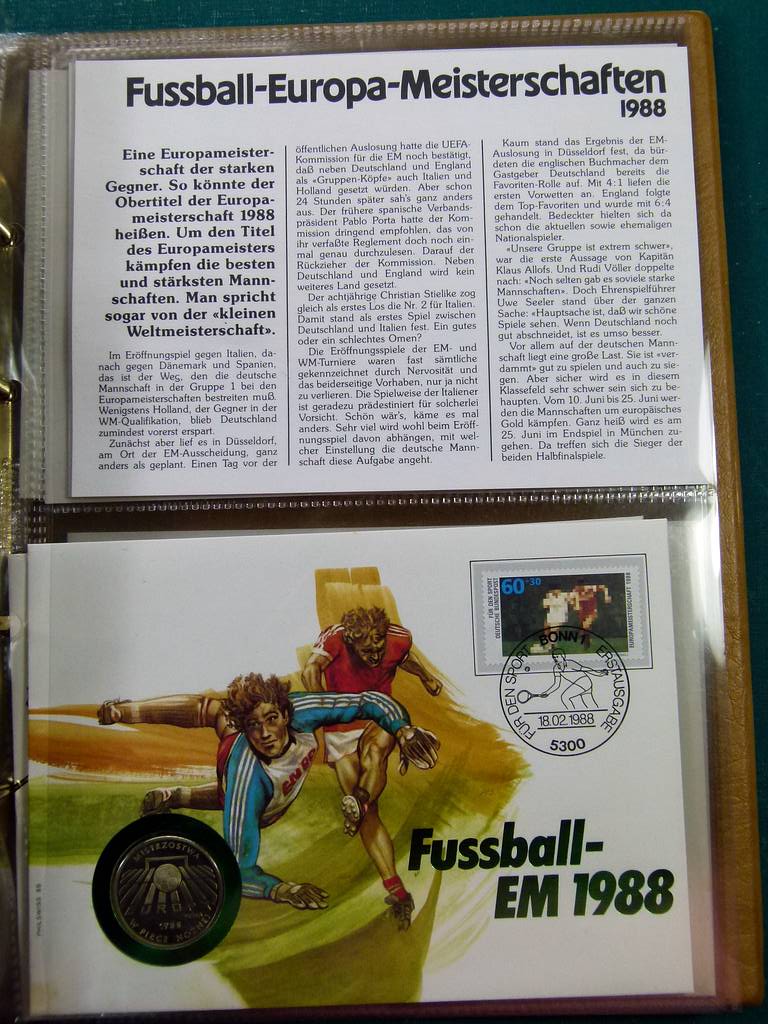 Fussball-Europa-Meisterschaften
1988
Eine Europameister-
schaft der starken
Gegner. So könnte der
Obertitel der Europa-
meisterschaft 1988
heißen. Um den Titel
des Europameisters
kämpfen die besten
und stärksten Mann-
schaften. Man spricht
sogar von der «kleinen
Weltmeisterschaft».
Im Eröffnungspiel gegen Italien, da-
nach gegen Dänemark und Spanien,
das ist der Weg, den die deutsche
Mannschaft in der Gruppe 1 bei den
Europameisterschaften bestreiten muß.
Wenigstens Holland, der Gegner in der
WM-Qualifikation, blieb Deutschland
zumindest vorerst erspart.
Zunächst aber lief es in Düsseldorf,
am Ort der EM-Ausscheidung, ganz
anders als geplant. Einen Tag vor der
öffentlichen Auslosung hatte die UEFA-
Kommission für die EM noch bestätigt,
daß neben Deutschland und England
als «Gruppen-Köpfe» auch Italien und
Holland gesetzt würden. Aber schon
24 Stunden später sah's ganz anders
aus. Der frühere spanische Verbands-
präsident Pablo Porta hatte der Kom-
mission dringend empfohlen, das von
ihr verfaßte Reglement doch noch ein-
mal genau durchzulesen. Darauf der
Rückzieher der Kommission. Neben
Deutschland und England wird kein
weiteres Land gesetzt.
Der achtjährige Christian Stielike zog
gleich als erstes Los die Nr. 2 für Italien.
Damit stand als erstes Spiel zwischen
Deutschland und Italien fest. Ein gutes
oder ein schlechtes Omen?
Die Eröffnungsspiele der EM- und
WM-Turniere waren fast sämtliche
gekennzeichnet durch Nervosität und
das beiderseitige Vorhaben, nur ja nicht
zu verlieren. Die Spielweise der Italiener
ist geradezu prädestiniert für solcherlei
Vorsicht. Schön wär's, käme es mal
anders. Sehr viel wird wohl beim Eröff-
nungsspiel davon abhängen, mit wel-
cher Einstellung die deutsche Mann-
schaft diese Aufgabe angeht.
Kaum stand das Ergebnis der EM-
Auslosung in Düsseldorf fest, da bür-
deten die englischen Buchmacher dem
Gastgeber Deutschland bereits die
Favoriten-Rolle auf. Mit 4:1 liefen die
ersten Vorwetten an. England folgte
dem Top-Favoriten und wurde mit 6:4
gehandelt. Bedeckter hielten sich da
schon die aktuellen sowie ehemaligen
Nationalspieler.
«Unsere Gruppe ist extrem schwer»,
war die erste Aussage von Kapitän
Klaus Allofs. Und Rudi Völler doppelte
nach: «Noch selten gab es soviele starke
Mannschaften». Doch Ehrenspielführer
Uwe Seeler stand über der ganzen
Sache: «Hauptsache ist, daß wir schöne
Spiele sehen. Wenn Deutschland noch
gut abschneidet, ist es umso besser.
Vor allem auf der deutschen Mann-
schaft liegt eine große Last. Sie ist «ver-
dammt» gut zu spielen und auch zu sie-
gen. Aber sicher wird es in diesem
Klassefeld sehr schwer sein sich zu be-
haupten. Vom 10. Juni bis 25. Juni wer-
den die Mannschaften um europäisches
Gold kämpfen. Ganz heiß wird es am
25. Juni im Endspiel in München zu-
gehen. Da treffen sich die Sieger der
beiden Halbfinalspiele.
60+30
FÜR DEN SPORT
DEUTSCHE BUNDESPOST
EUROPAMEISTERSCHAFT 1988
BONN 1
FÜR DEN SPORT
ERSTAUSGABE
18.02.1988
5300
Fussball-
EM 1988
MISTRZOSTWA
EUROPY
1988
W PIŁCE NOŻNEJ
PHILSWISS 88